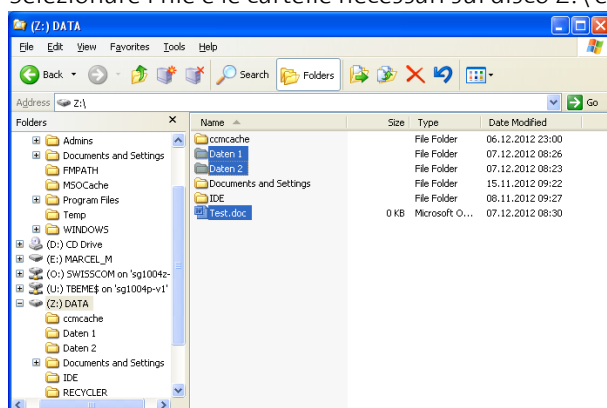 Selezionare i file e le cartelle necessari sul disco Z:\
(Z:) DATA
File Edit View Favorites Tools Help
Back Search Folders
Address Z:\ Go
Folders × Name Size Type Date Modified
Admins
Documents and Settings
FMPATH
MSOCache
Program Files
Temp
WINDOWS
(D:) CD Drive
(E:) MARCEL_M
(O:) SWISSCOM on 'sg1004z-
(U:) TBEME$ on 'sg1004p-v1'
(Z:) DATA
ccmcache
Daten 1
Daten 2
Documents and Settings
IDE
RECYCLER
ccmcache File Folder 06.12.2012 23:00
Daten 1 File Folder 07.12.2012 08:26
Daten 2 File Folder 07.12.2012 08:23
Documents and Settings File Folder 15.11.2012 09:22
IDE File Folder 08.11.2012 09:27
Test.doc 0 KB Microsoft O... 07.12.2012 08:30